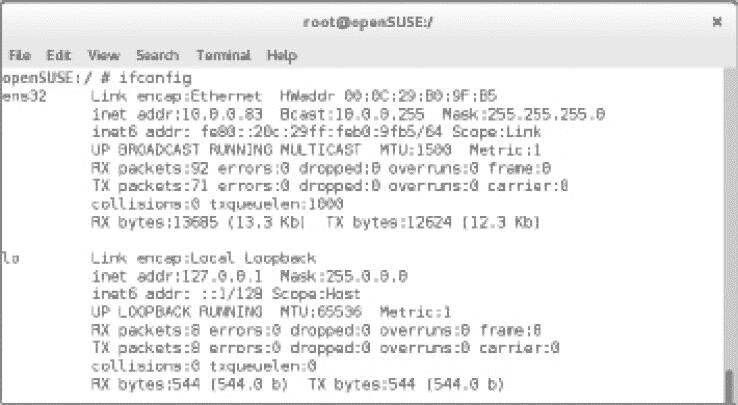 root@openSUSE:/
File Edit View Search Terminal Help
openSUSE:/ # ifconfig
ens32 Link encap:Ethernet HWaddr 00:0C:29:B0:9F:B5
inet addr:10.0.0.83 Bcast:10.0.0.255 Mask:255.255.255.0
inet6 addr: fe80::20c:29ff:feb0:9fb5/64 Scope:Link
UP BROADCAST RUNNING MULTICAST MTU:1500 Metric:1
RX packets:92 errors:0 dropped:0 overruns:0 frame:0
TX packets:71 errors:0 dropped:0 overruns:0 carrier:0
collisions:0 txqueuelen:1000
RX bytes:13685 (13.3 Kb) TX bytes:12624 (12.3 Kb)
lo Link encap:Local Loopback
inet addr:127.0.0.1 Mask:255.0.0.0
inet6 addr: ::1/128 Scope:Host
UP LOOPBACK RUNNING MTU:65536 Metric:1
RX packets:8 errors:0 dropped:0 overruns:0 frame:0
TX packets:8 errors:0 dropped:0 overruns:0 carrier:0
collisions:0 txqueuelen:0
RX bytes:544 (544.0 b) TX bytes:544 (544.0 b)